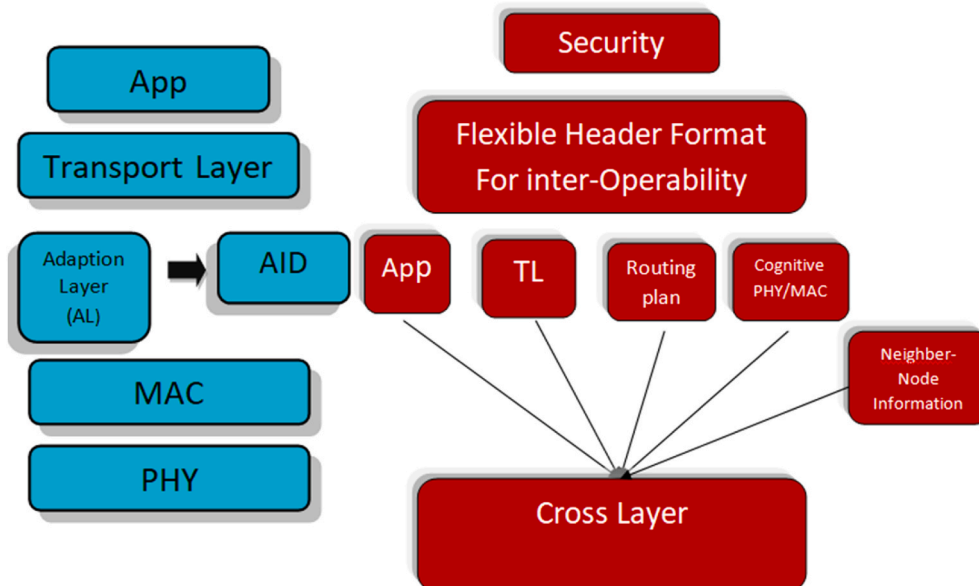 App
Transport Layer
Adaption
Layer
(AL)
AID
MAC
PHY
Security
Flexible Header Format
For inter-Operability
App
TL
Routing
plan
Cognitive
PHY/MAC
Neighber-
Node
Information
Cross Layer